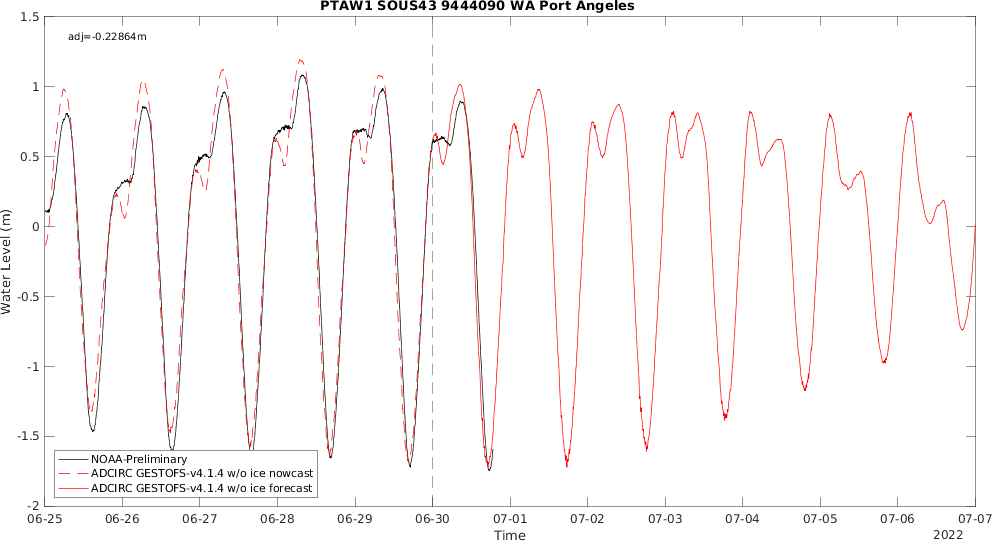 PTAW1 SOUS43 9444090 WA Port Angeles
adj=-0.22864m
1.5
1
0.5
0
-0.5
-1
-1.5
-2
Water Level (m)
NOAA-Preliminary
ADCIRC GESTOFS-v4.1.4 w/o ice nowcast
ADCIRC GESTOFS-v4.1.4 w/o ice forecast
06-25 06-26 06-27 06-28 06-29 06-30 07-01 07-02 07-03 07-04 07-05 07-06 07-07
Time
2022